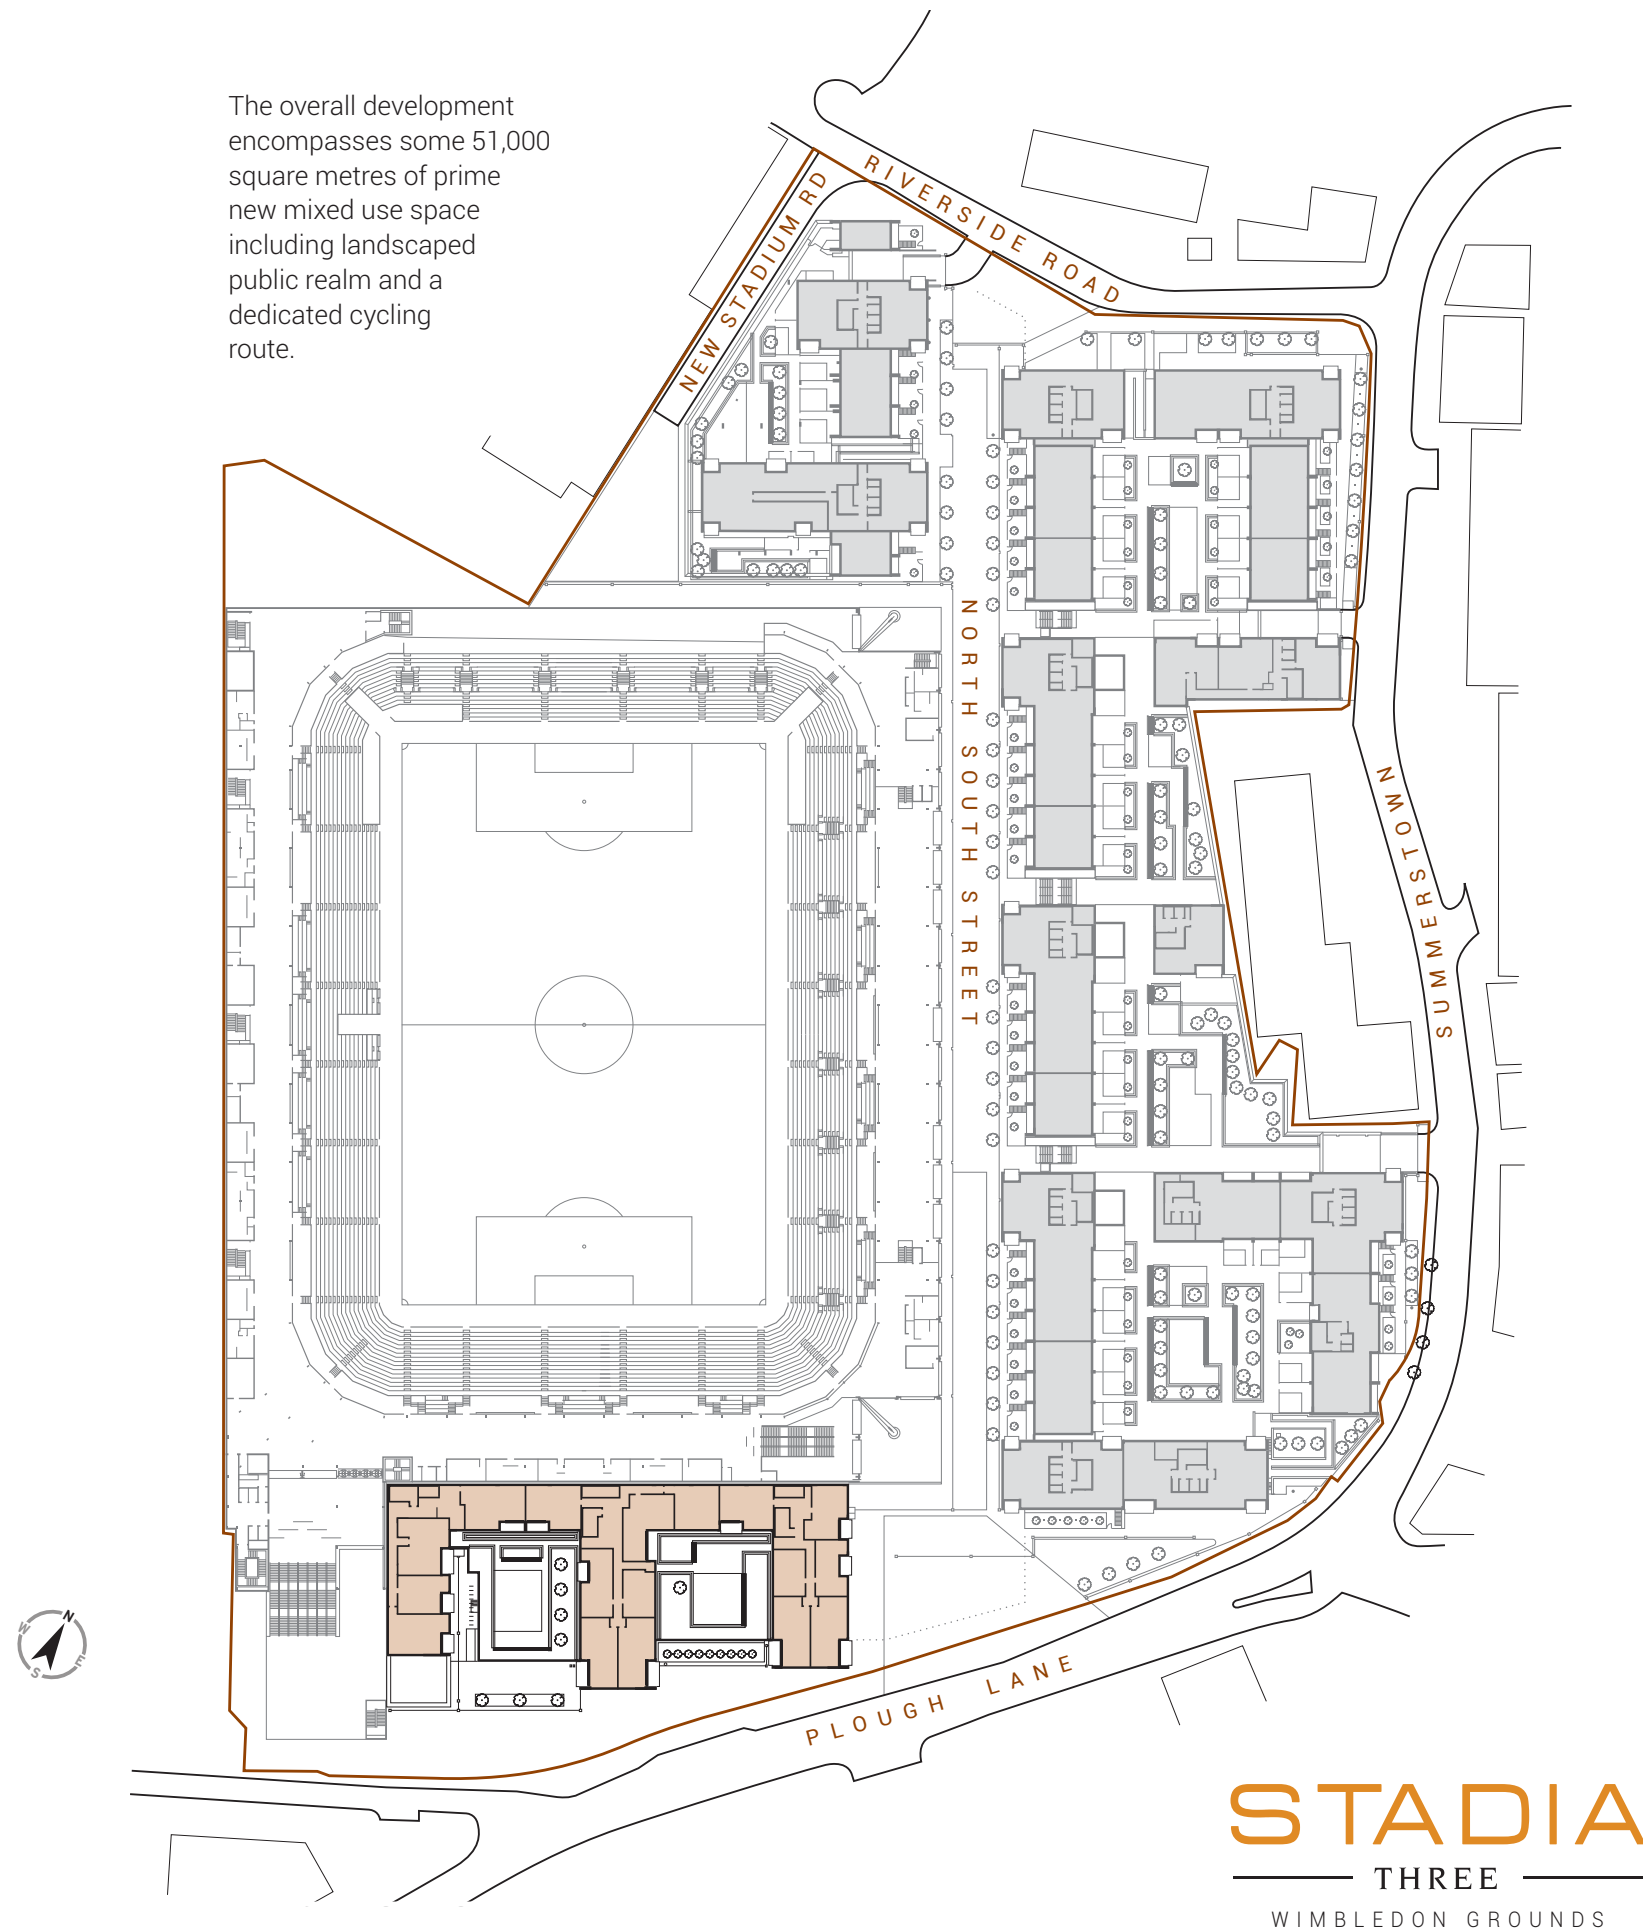 The overall development
encompasses some 51,000
square metres of prime
new mixed use space
including landscaped
public realm and a
dedicated cycling
route.
RIVERSIDE ROAD
NEW STADIUM RD
NORTH SOUTH STREET
SUMMERSTOWN
PLOUGH LANE
N
W
E
S
STADIA
THREE
WIMBLEDON GROUNDS